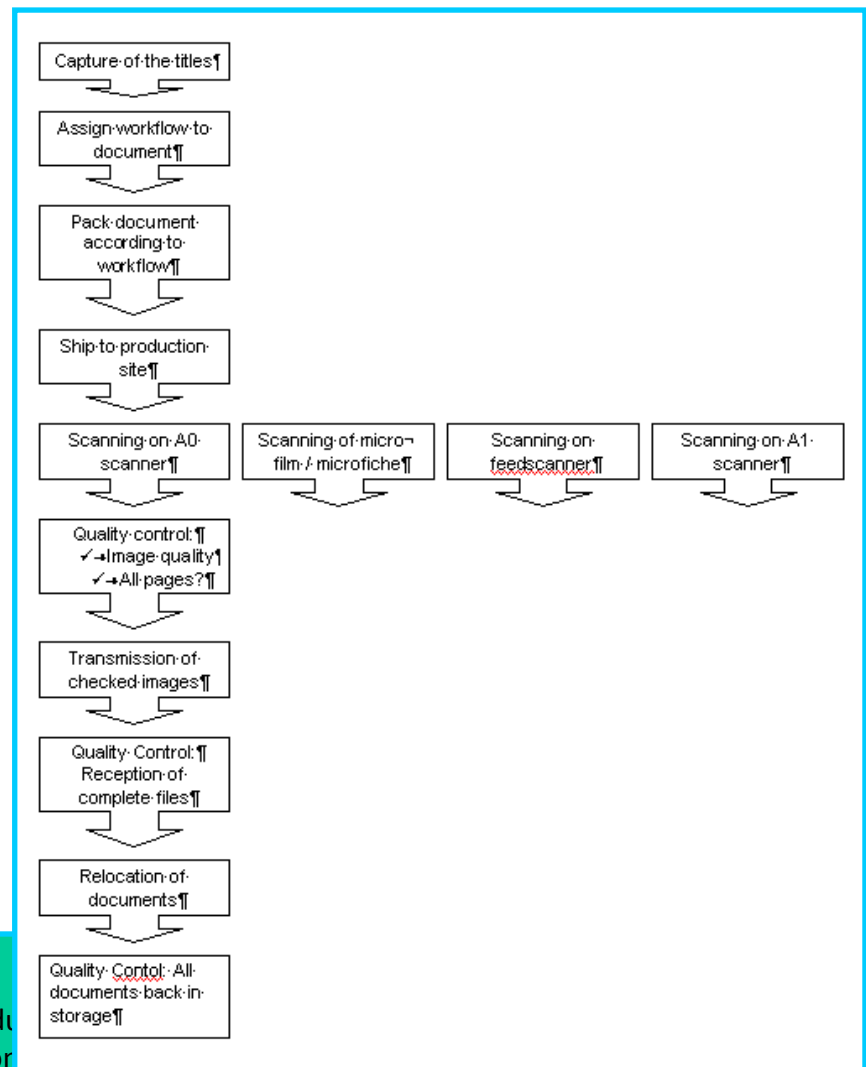 Capture·of·the·titles¶
Assign·workflow·to·
document¶
Pack·document·
according·to·
workflow¶
Ship·to·production·
site¶
Scanning·on·A0·
scanner¶
Scanning·of·micro¬
film·/·microfiche¶
Scanning·on·
feedscanner¶
Scanning·on·A1·
scanner¶
Quality·control:¶
✓→Image·quality¶
✓→All·pages?¶
Transmission·of·
checked·images¶
Quality·Control:¶
Reception·of·
complete·files¶
Relocation·of·
documents¶
Quality·Contol:·All·
documents·back·in·
storage¶